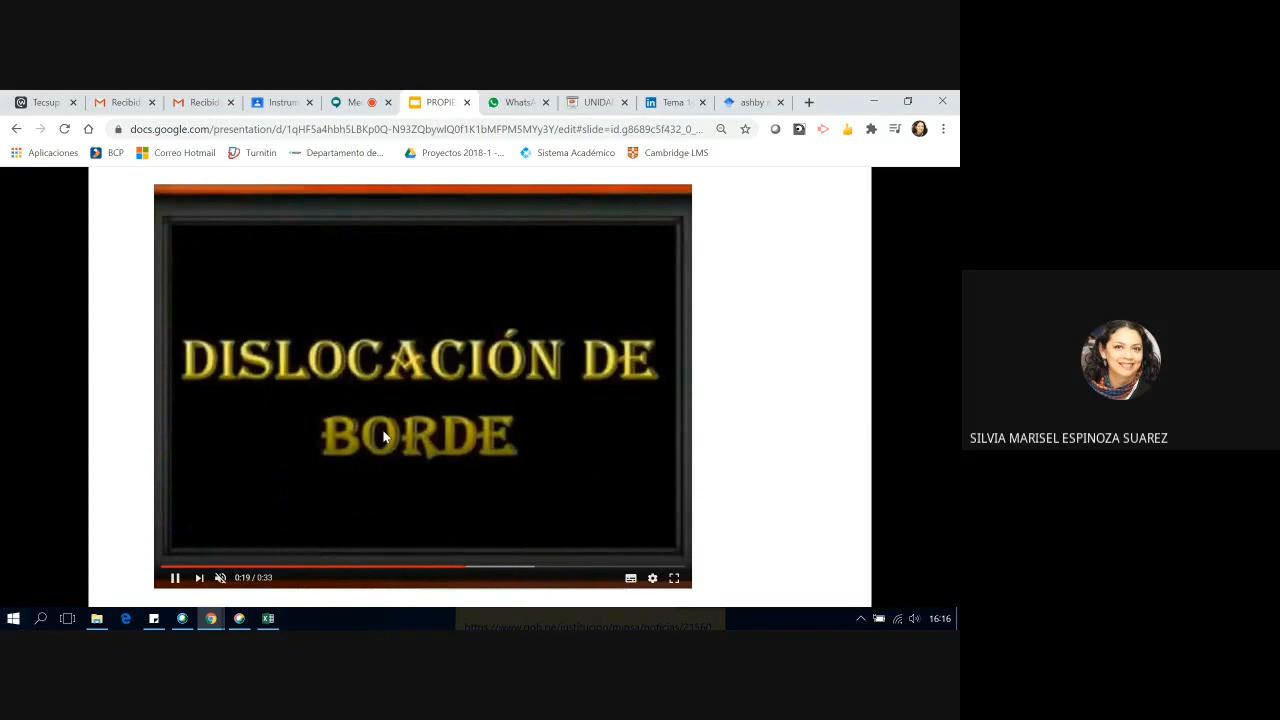 Tecsup
Recibid
Recibid
Instrum
Me
PROPIE
WhatsA
UNIDA
Tema 1
ashby
docs.google.com/presentation/d/1qHF5a4hbh5LBKp0Q-N93ZQbywIQ0f1K1bMFPM5MYy3Y/edit#slide=id.g8689c5f432_0_...
Aplicaciones
BCP
Correo Hotmail
Turnitin
Departamento de...
Proyectos 2018-1 -...
Sistema Académico
Cambridge LMS
DISLOCACIÓN DE
BORDE
0:19 / 0:33
SILVIA MARISEL ESPINOZA SUAREZ
16:16